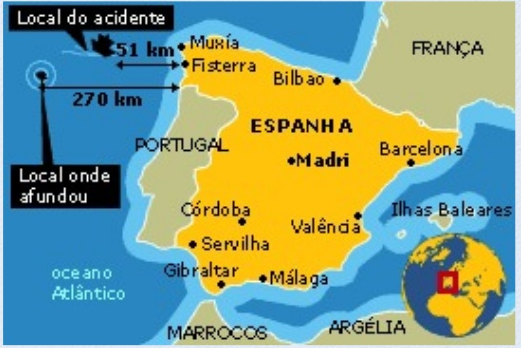 Local do acidente
51 km
Muxía
Fisterra
FRANÇA
Bilbao
270 km
ESPANHA
PORTUGAL
Madri
Barcelona
Local onde
afundou
Córdoba
Valência
Ilhas Baleares
Servilha
Gibraltar
Málaga
oceano
Atlântico
MARROCOS
ARGÉLIA